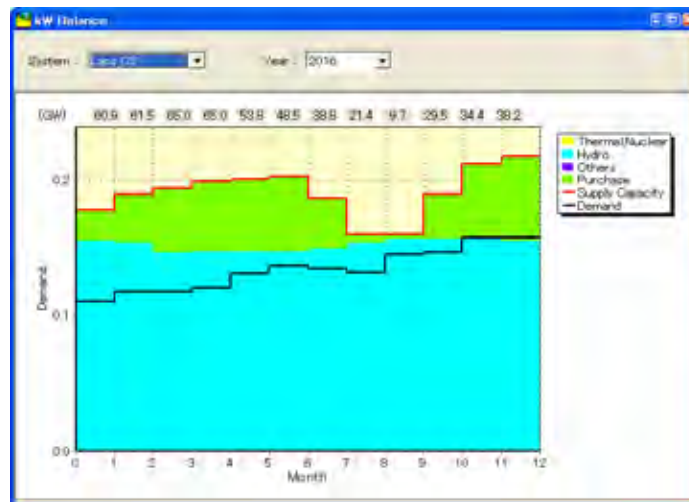 kW Balance
System : Laos C2 Year : 2016
(GW) 60.9 61.5 65.0 65.0 53.8 48.5 38.8 21.4 9.7 29.5 34.4 38.2
Thermal,Nuclear
Hydro
Others
Purchase
Supply Capacity
Demand
0.2
Demand
0.1
0.0
0 1 2 3 4 5 6 7 8 9 10 11 12
Month